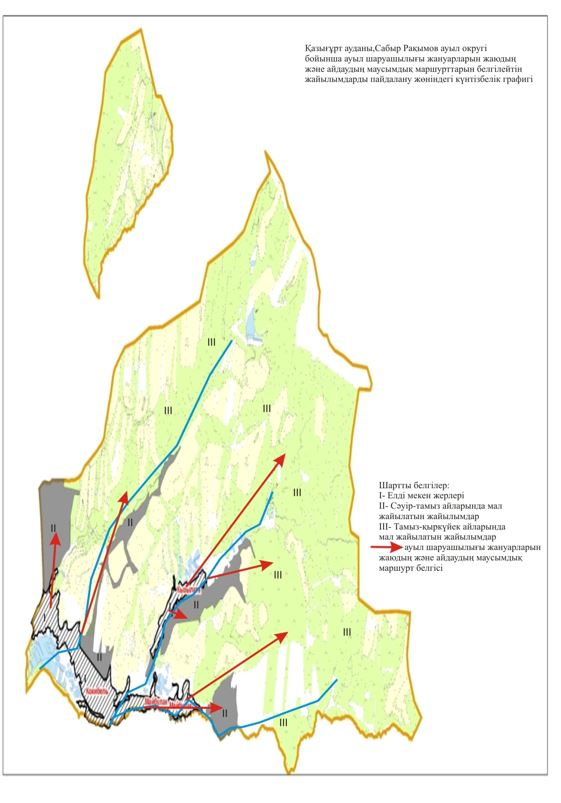 Қазығұрт ауданы,Сабыр Рақымов ауыл округі
бойынша ауыл шаруашылығы жануарларын жаюдың
және айдаудың маусымдық маршурттарын белгілейтін
жайылымдарды пайдалану жөніндегі күнтізбелік графигі
III
III
III
III
II
II
Шартты белгілер:
I- Елді мекен жерлері
II- Сәуір-тамыз айларында мал
жайылатын жайылымдар
III- Тамыз-қыркүйек айларында
мал жайылатын жайылымдар
ауыл шаруашылығы жануарларын
жаюдың және айдаудың маусымдық
маршурт белгісі
III
II
III
II
II
III